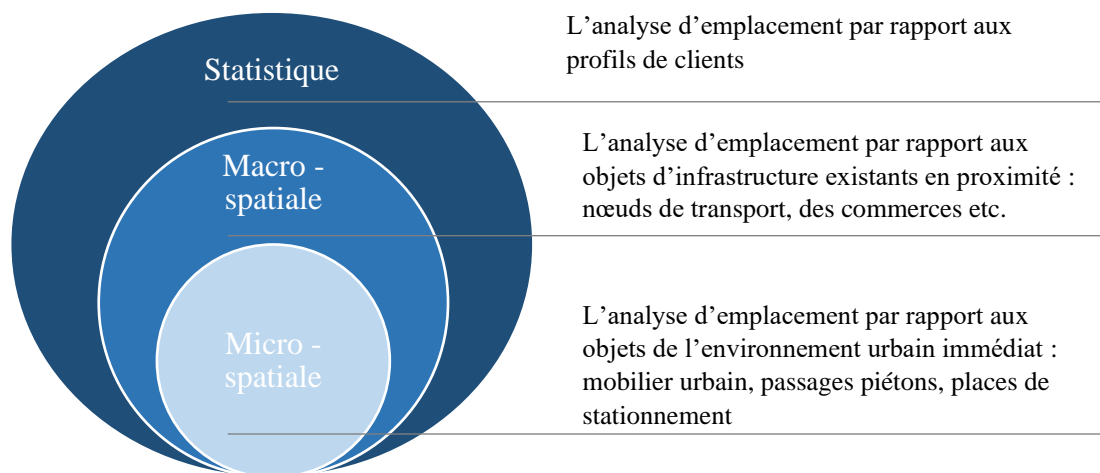 Statistique
L’analyse d’emplacement par rapport aux
profils de clients
Macro -
spatiale
L’analyse d’emplacement par rapport aux
objets d’infrastructure existants en proximité :
nœuds de transport, des commerces etc.
Micro -
spatiale
L’analyse d’emplacement par rapport aux
objets de l’environnement urbain immédiat :
mobilier urbain, passages piétons, places de
stationnement